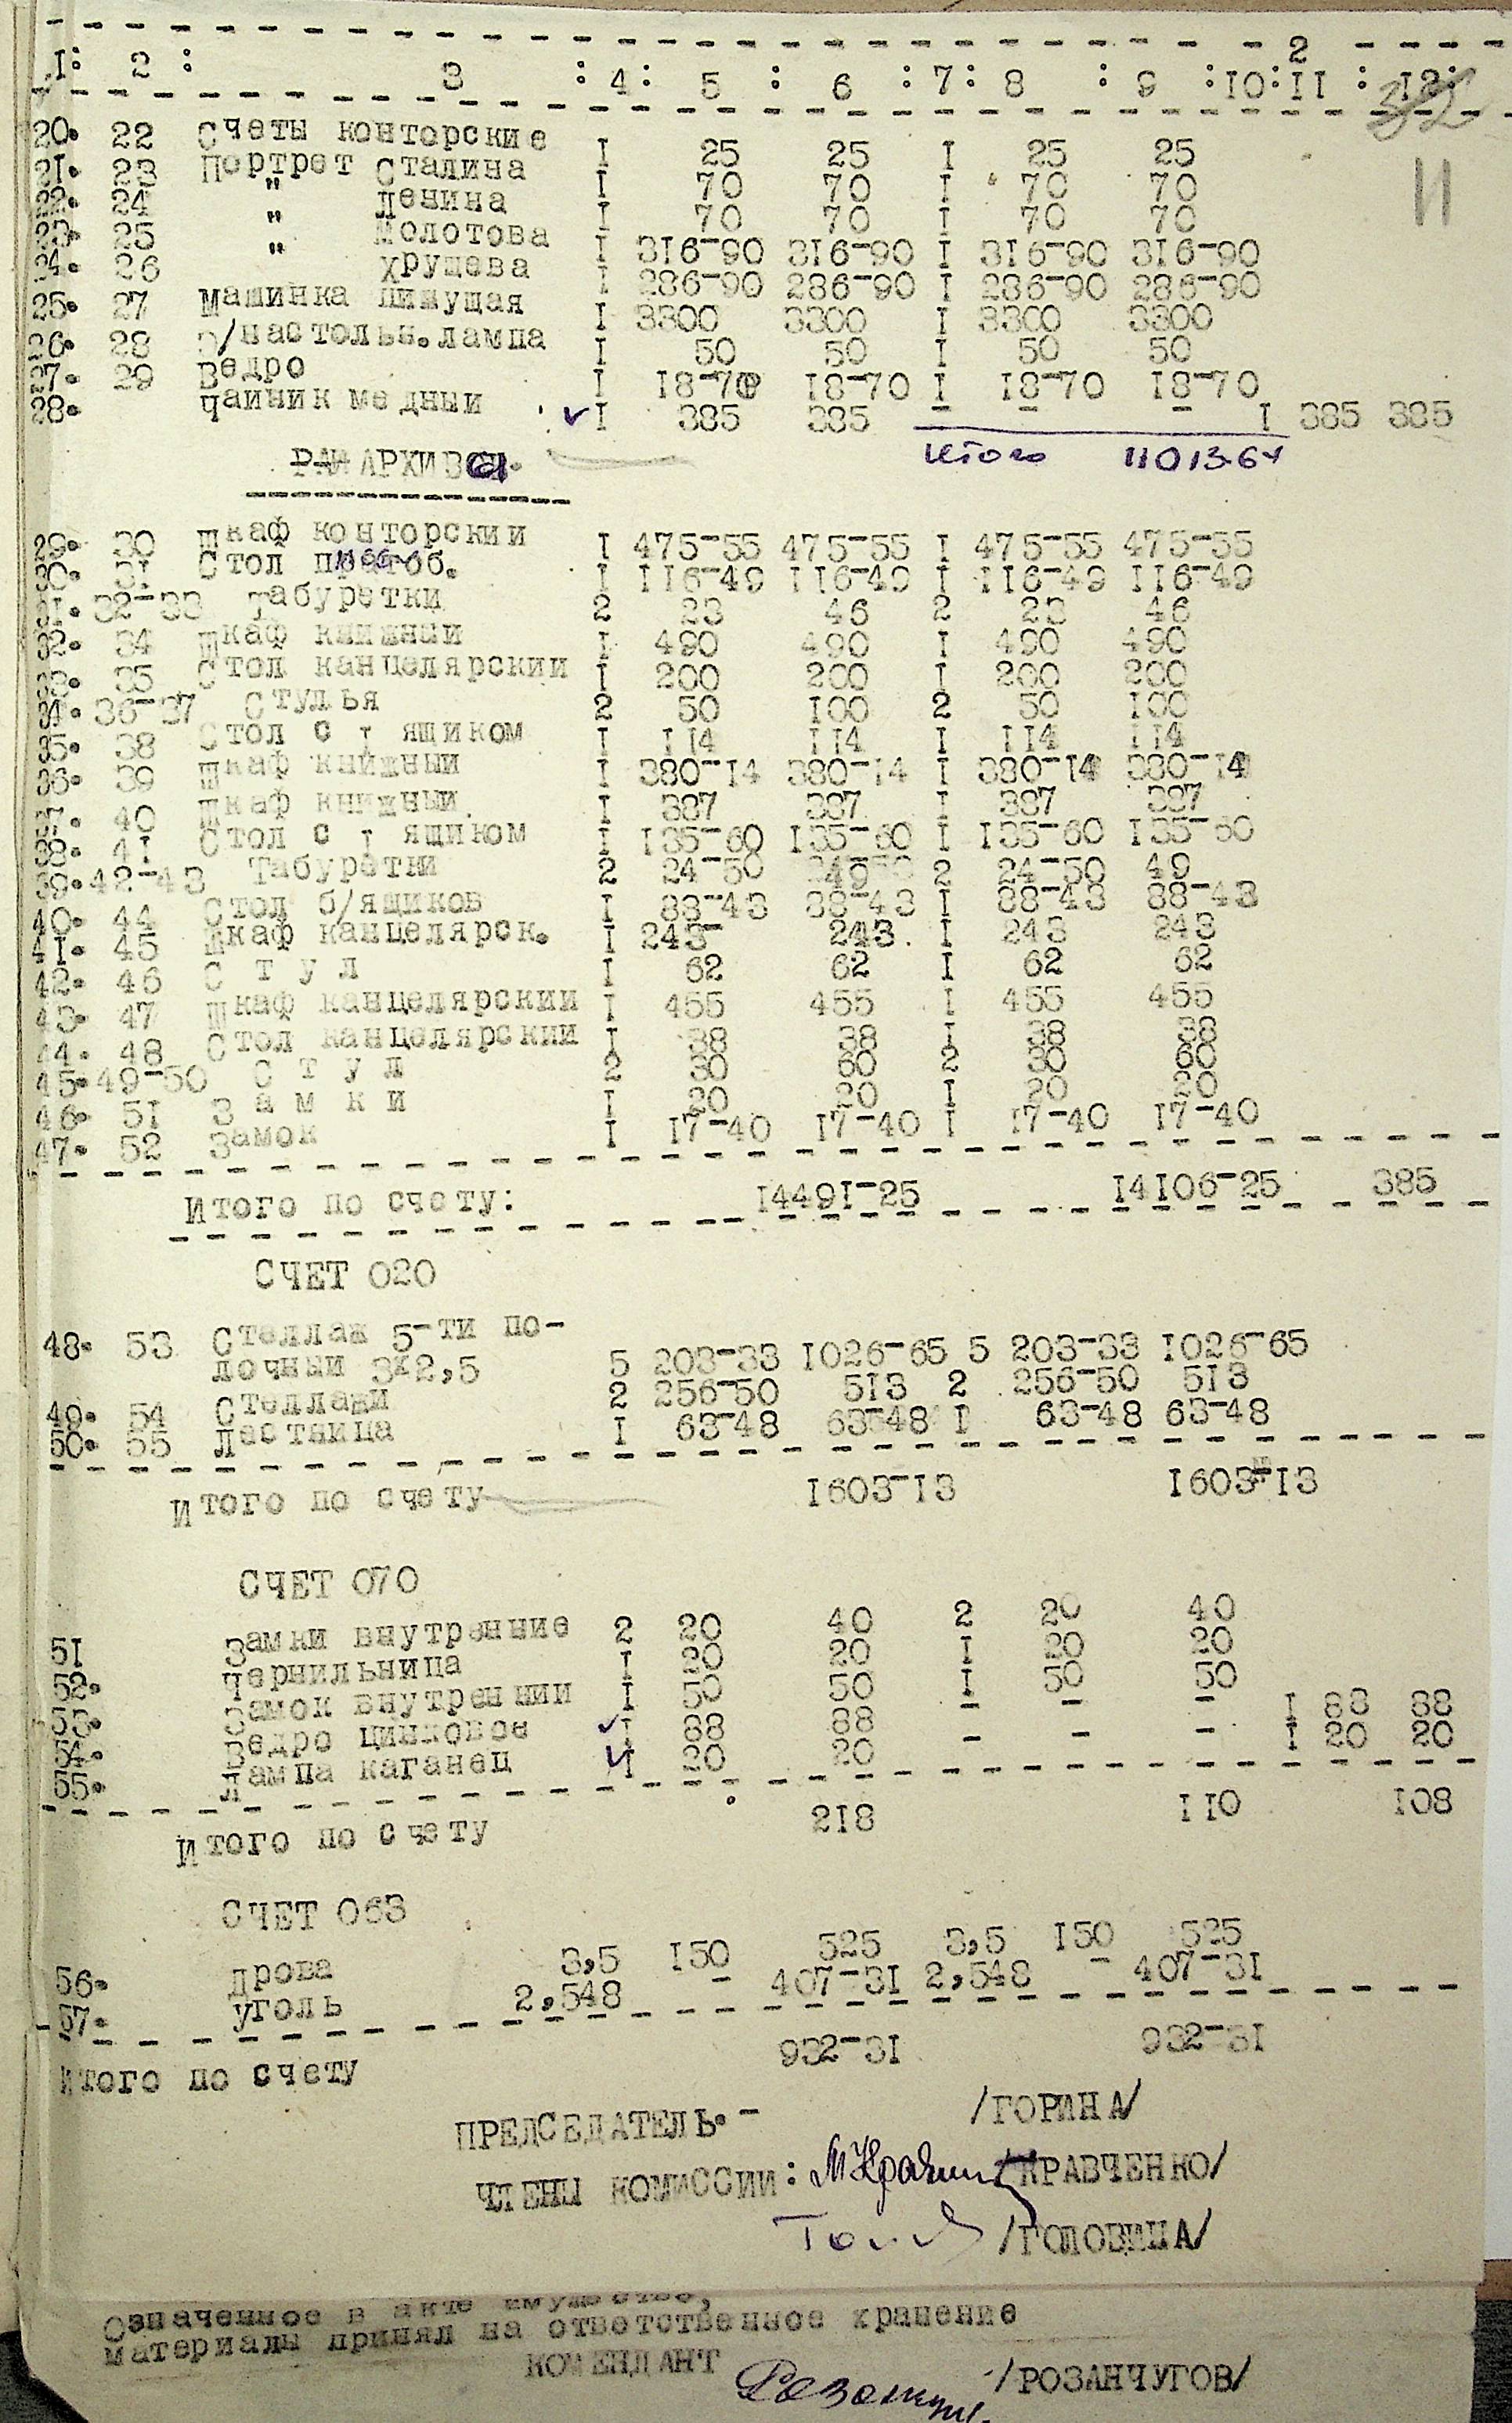 2
1: 2 : 3 : 4: 5 : 6 : 7: 8 : 9 :10:11 : 12:
32
11
20. 22 Счеты конторские I 25 25 I 25 25
21. 23 Портрет Сталина I 70 70 I 70 70
22. 24 " Ленина I 70 70 I 70 70
23. 25 " Молотова I 316-90 316-90 I 316-90 316-90
24. 26 " Хрущева I 286-90 286-90 I 286-90 286-90
25. 27 Машинка пишущая I 3300 3300 I 3300 3300
26. 28 э/настольн.лампа I 50 50 I 50 50
27. 29 Ведро I 18-70 18-70 I 18-70 18-70
28. Чайник медный I 385 385 - - - I 385 385
Итого 11013-64
РАЙАРХИВа
29. 30 Шкаф конторский I 475-55 475-55 I 475-55 475-55
30. 31 Стол I 116-49 116-49 I 116-49 116-49
31. 32-33 Табуретки 2 23 46 2 23 46
32. 34 Шкаф книжный I 490 490 I 490 490
33. 35 Стол канцелярский I 200 200 I 200 200
34. 36-37 Стулья 2 50 100 2 50 100
35. 38 Стол с I ящиком I 114 114 I 114 114
36. 39 Шкаф книжный I 380-14 380-14 I 380-14 380-14
37. 40 Шкаф книжный I 387 387 I 387 387
38. 41 Стол с I ящиком I 135-60 135-60 I 135-60 135-60
39. 42-43 Табуретки 2 24-50 49 2 24-50 49
40. 44 Стол б/ящиков I 88-43 88-43 I 88-43 88-43
41. 45 Шкаф канцелярск. I 243- 243 I 243 243
42. 46 С т у л I 62 62 I 62 62
43. 47 Шкаф канцелярский I 455 455 I 455 455
44. 48 Стол канцелярский I 38 38 I 38 38
45. 49-50 С т у л 2 30 60 2 30 60
46. 51 З а м к и I 20 20 I 20 20
47. 52 Замок I 17-40 17-40 I 17-40 17-40
Итого по счету: 14491-25 14106-25 385
СЧЕТ 020
48. 53 Стеллаж 5-ти по-
лочный 3х2,5 5 203-33 1026-65 5 203-33 1026-65
49. 54 Стеллажи 2 256-50 513 2 256-50 513
50. 55 Лестница I 63-48 63-48 I 63-48 63-48
Итого по счету 1603-13 1603-13
СЧЕТ 070
51 Замки внутренние 2 20 40 2 20 40
52. Чернильница I 20 20 I 20 20
53. Замок внутренний I 50 50 I 50 50
54. Ведро цинковое I 88 88 - - - I 88 88
55. Лампа каганец I 20 20 - - - I 20 20
Итого по счету 218 110 108
СЧЕТ 063
56. Дрова 3,5 150 525 3,5 150 525
57. Уголь 2,548 - 407-31 2,548 - 407-31
Итого по счету 932-31 932-31
ПРЕДСЕДАТЕЛЬ.- /ГОРИНА/
ЧЛЕНЫ КОМИССИИ: /КРАВЧЕНКО/
/ГОЛОВИНА/
Означенное в акте имущество,
материалы принял на ответственное хранение
КОМЕНДАНТ /РОЗАНЧУГОВ/